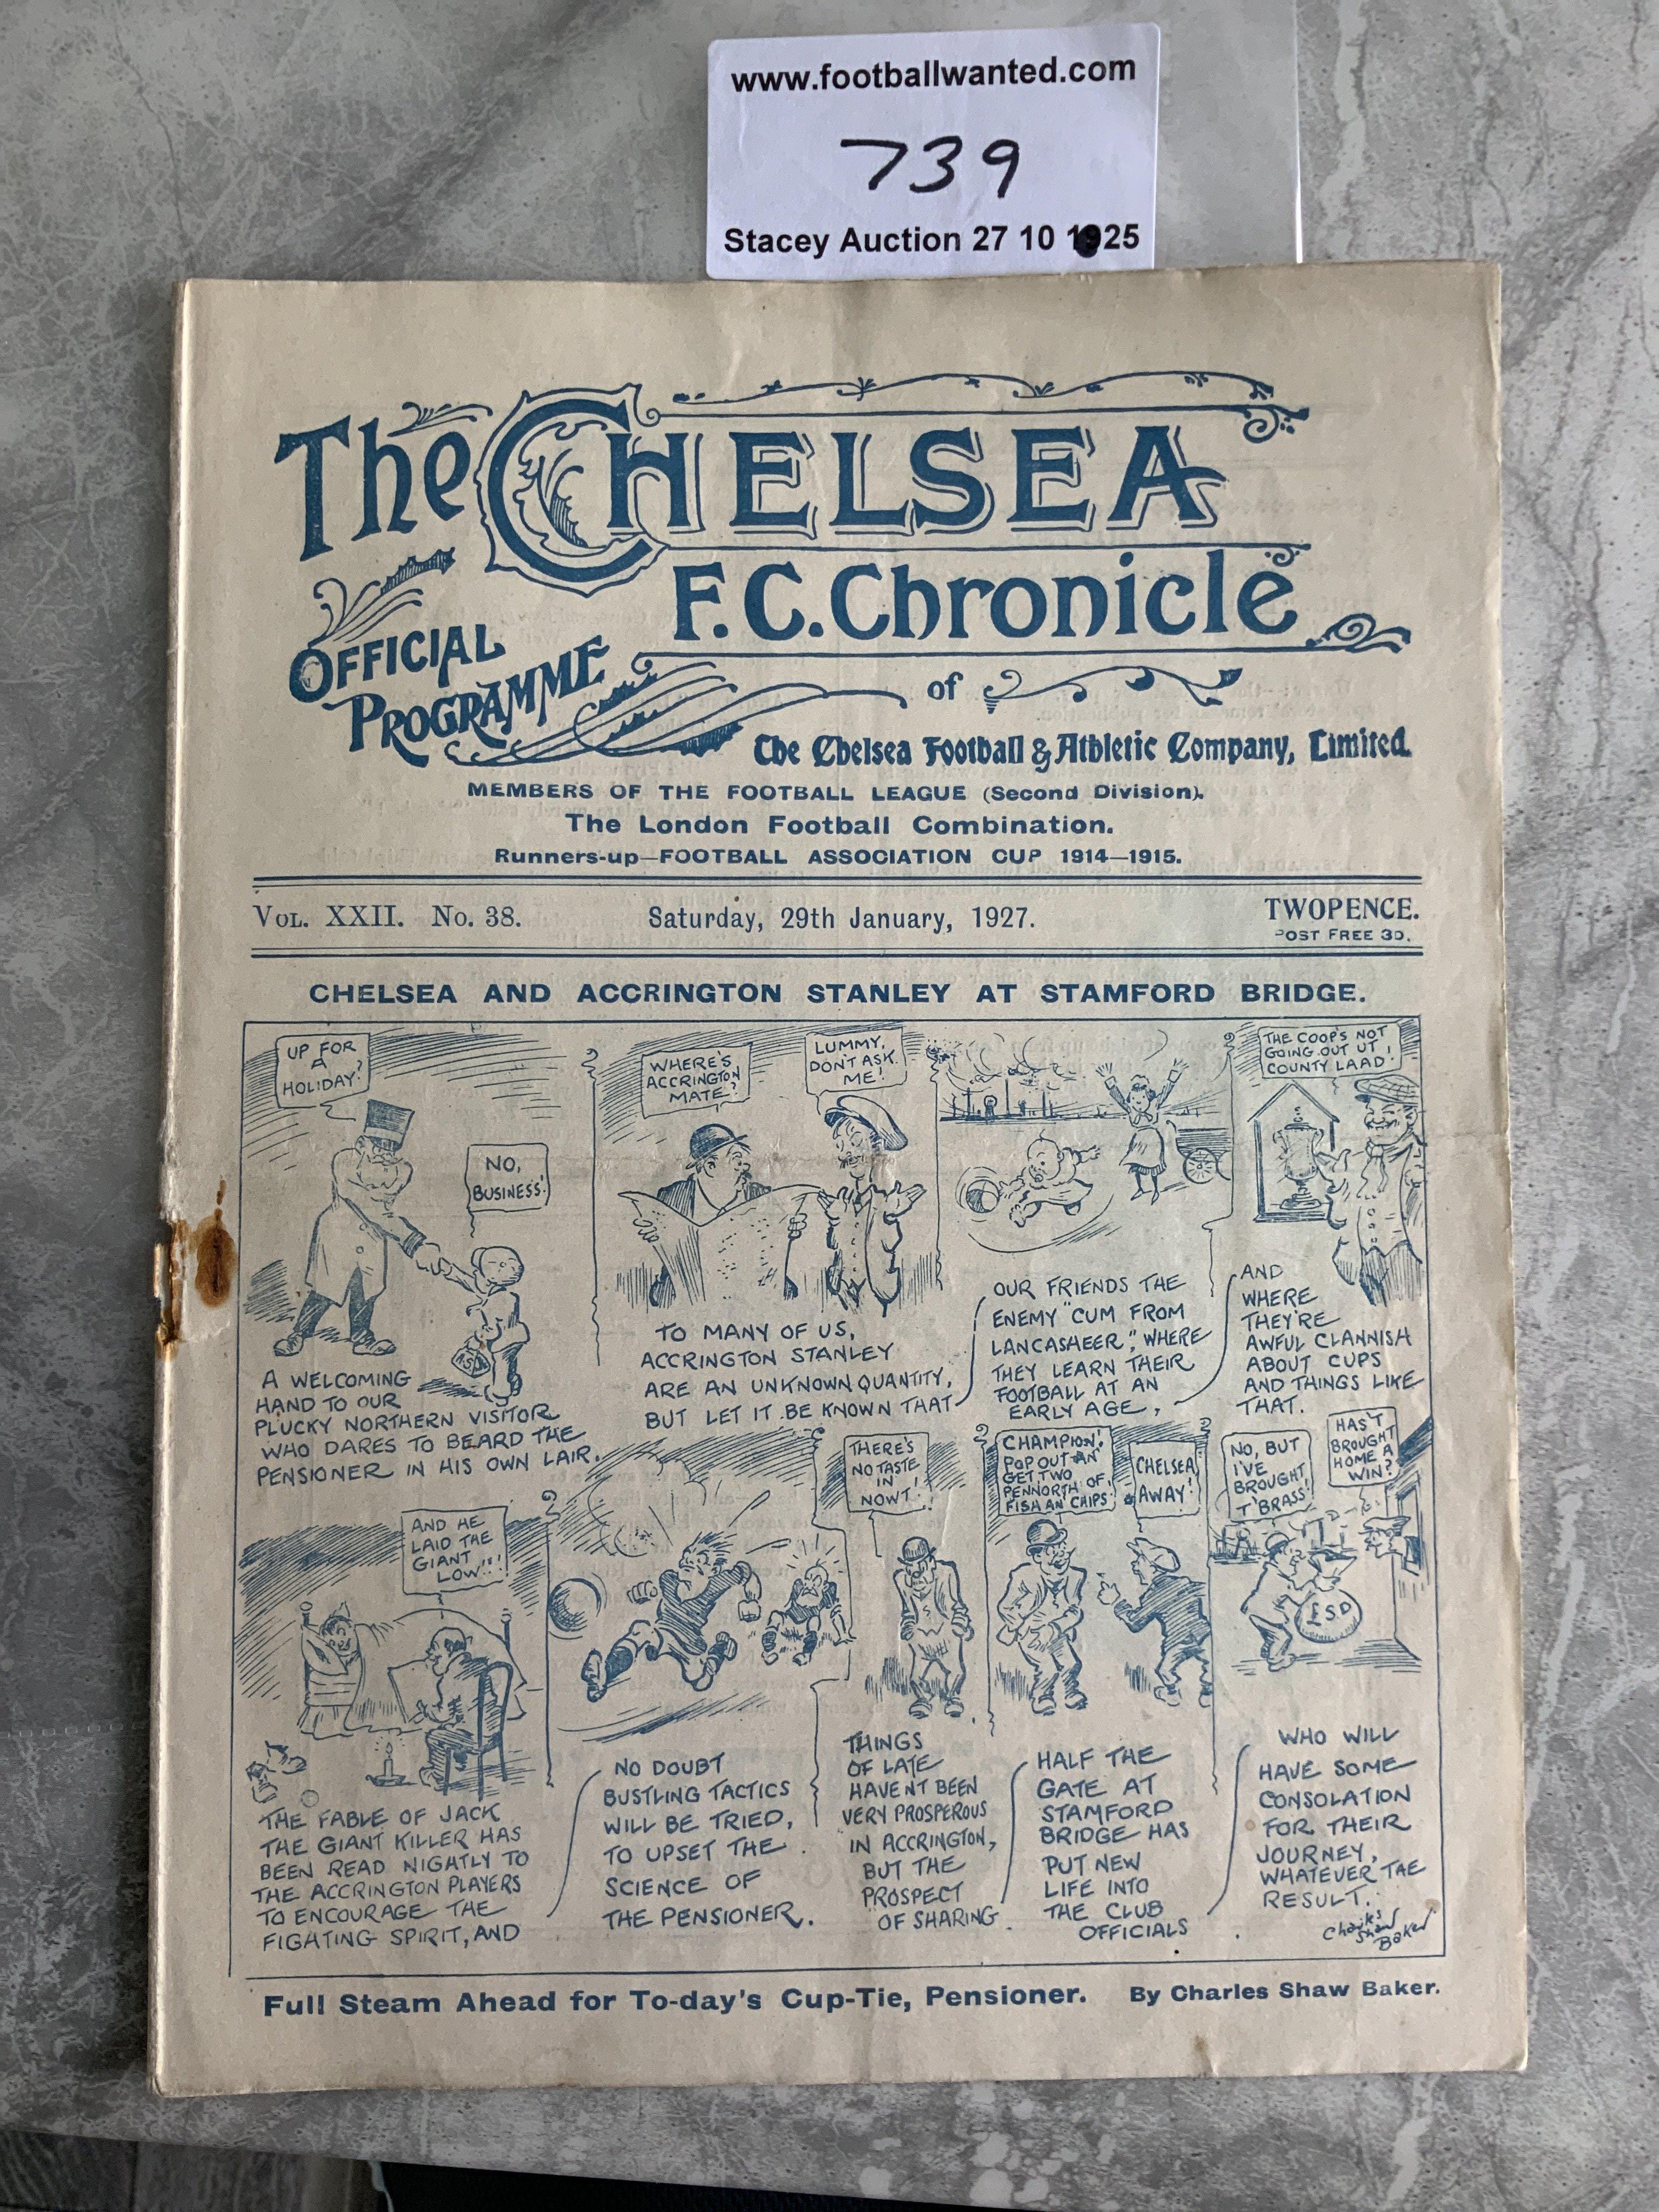 www.footballwanted.com
739
Stacey Auction 27 10 1925
The CHELSEA
F.C. Chronicle
OFFICIAL
PROGRAMME
of
The Chelsea Football & Athletic Company, Limited.
MEMBERS OF THE FOOTBALL LEAGUE (Second Division).
The London Football Combination.
Runners-up—FOOTBALL ASSOCIATION CUP 1914—1915.
VOL. XXII. No. 38.
Saturday, 29th January, 1927.
TWOPENCE.
POST FREE 3D.
CHELSEA AND ACCRINGTON STANLEY AT STAMFORD BRIDGE.
UP FOR
A
HOLIDAY?
NO,
BUSINESS!
A WELCOMING
HAND TO OUR
PLUCKY NORTHERN VISITOR
WHO DARES TO BEARD THE
PENSIONER IN HIS OWN LAIR.
WHERE'S
ACCRINGTON
MATE?
LUMMY,
DON'T ASK
ME!
TO MANY OF US,
ACCRINGTON STANLEY
ARE AN UNKNOWN QUANTITY,
BUT LET IT BE KNOWN THAT
OUR FRIENDS THE
ENEMY "CUM FROM
LANCASHEER," WHERE
THEY LEARN THEIR
FOOTBALL AT AN
EARLY AGE,
THE COOP'S NOT
GOING OUT UT
COUNTY LAAD!
AND
WHERE
THEY'RE
AWFUL CLANNISH
ABOUT CUPS
AND THINGS LIKE
THAT.
AND HE
LAID THE
GIANT
LOW!!!
THE FABLE OF JACK
THE GIANT KILLER HAS
BEEN READ NIGHTLY TO
THE ACCRINGTON PLAYERS
TO ENCOURAGE THE
FIGHTING SPIRIT, AND
NO DOUBT
BUSTLING TACTICS
WILL BE TRIED,
TO UPSET THE
SCIENCE OF
THE PENSIONER.
THERE'S
NO TASTE
IN
NOWT!
THINGS
OF LATE
HAVENT BEEN
VERY PROSPEROUS
IN ACCRINGTON,
BUT THE
PROSPECT
OF SHARING
CHAMPION!
POP OUT AN'
GET TWO
PENNORTH OF
FISH AN' CHIPS!
CHELSEA
AWAY!
HALF THE
GATE AT
STAMFORD
BRIDGE HAS
PUT NEW
LIFE INTO
THE CLUB
OFFICIALS
NO, BUT
I'VE
BROUGHT
T'BRASS!
HAS'T
BROUGHT
HOME A
WIN?
£SD
WHO WILL
HAVE SOME
CONSOLATION
FOR THEIR
JOURNEY,
WHATEVER THE
RESULT.
Charles
Shaw
Baker
Full Steam Ahead for To-day's Cup-Tie, Pensioner. By Charles Shaw Baker.